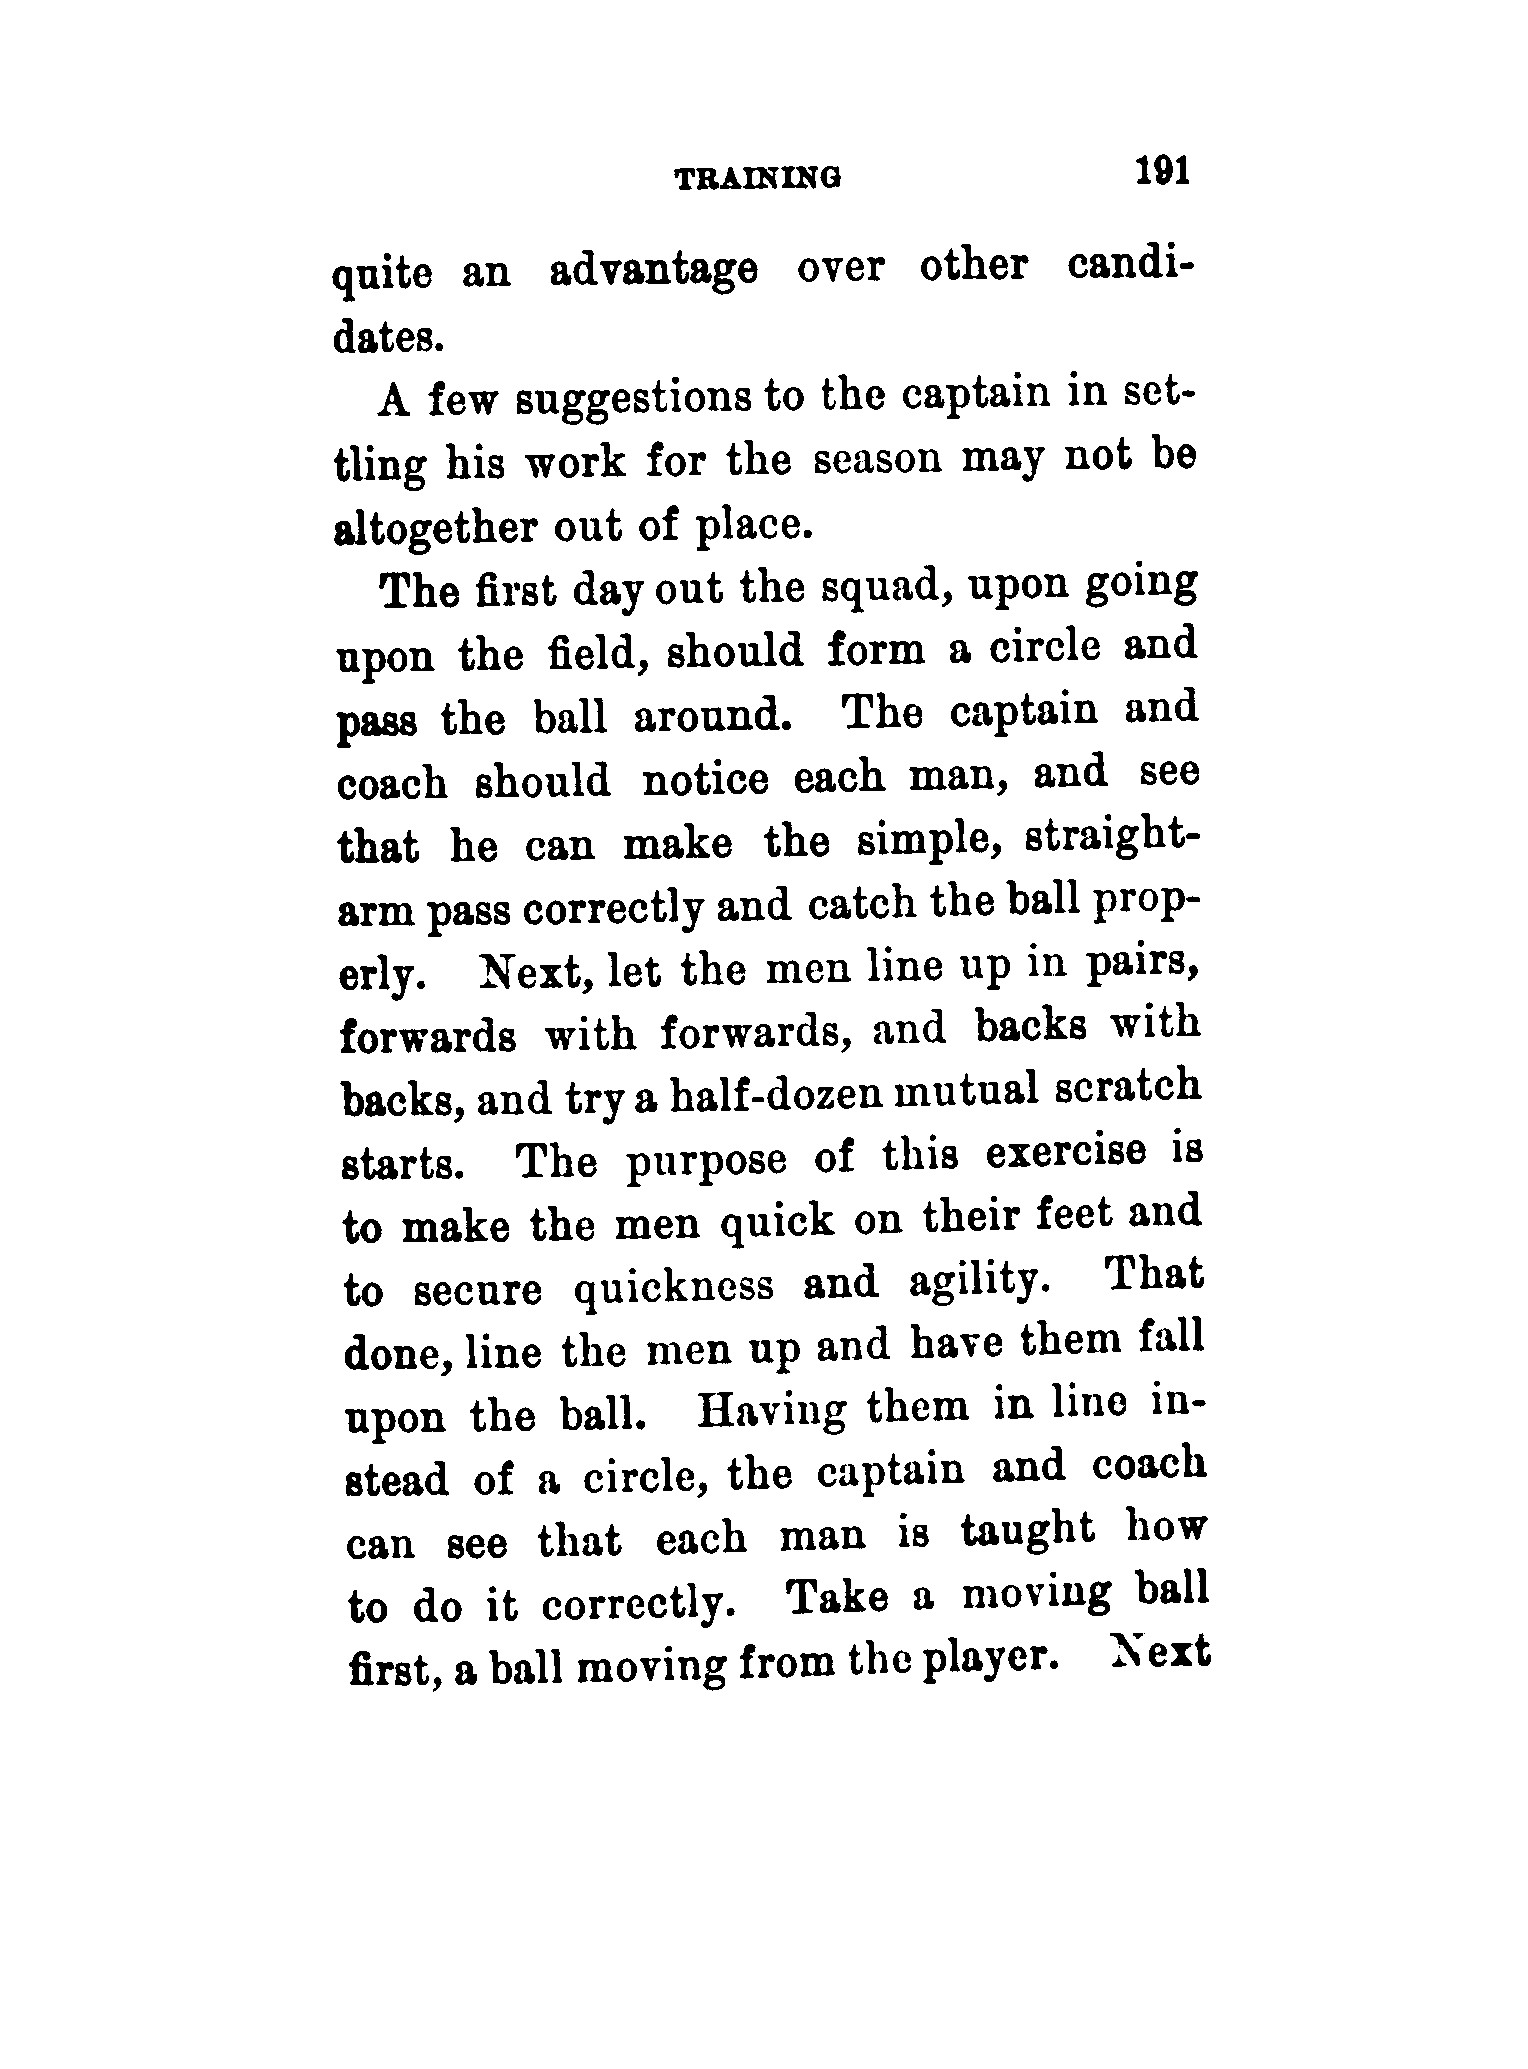 TRAINING 191
quite an advantage over other candi-
dates.
A few suggestions to the captain in set-
tling his work for the season may not be
altogether out of place.
The first day out the squad, upon going
upon the field, should form a circle and
pass the ball around. The captain and
coach should notice each man, and see
that he can make the simple, straight-
arm pass correctly and catch the ball prop-
erly. Next, let the men line up in pairs,
forwards with forwards, and backs with
backs, and try a half-dozen mutual scratch
starts. The purpose of this exercise is
to make the men quick on their feet and
to secure quickness and agility. That
done, line the men up and have them fall
upon the ball. Having them in line in-
stead of a circle, the captain and coach
can see that each man is taught how
to do it correctly. Take a moving ball
first, a ball moving from the player. Next